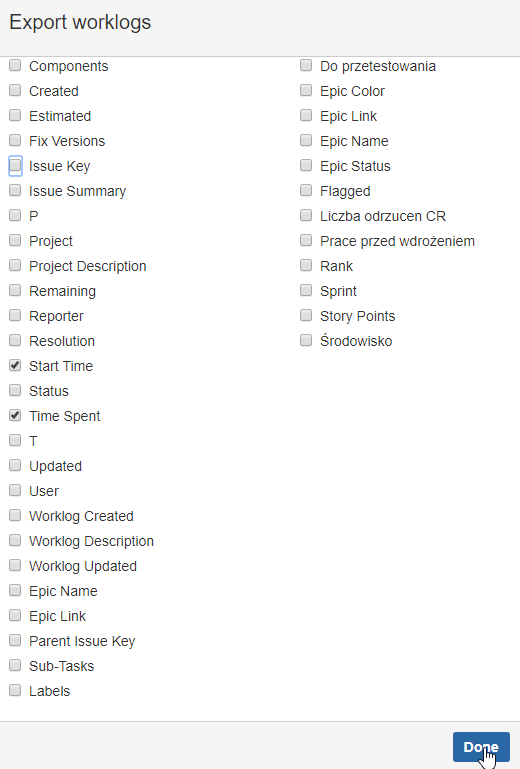 Export worklogs
Components
Created
Estimated
Fix Versions
Issue Key
Issue Summary
P
Project
Project Description
Remaining
Reporter
Resolution
Start Time
Status
Time Spent
T
Updated
User
Worklog Created
Worklog Description
Worklog Updated
Epic Name
Epic Link
Parent Issue Key
Sub-Tasks
Labels
Do przetestowania
Epic Color
Epic Link
Epic Name
Epic Status
Flagged
Liczba odrzucen CR
Prace przed wdrożeniem
Rank
Sprint
Story Points
Środowisko
Done